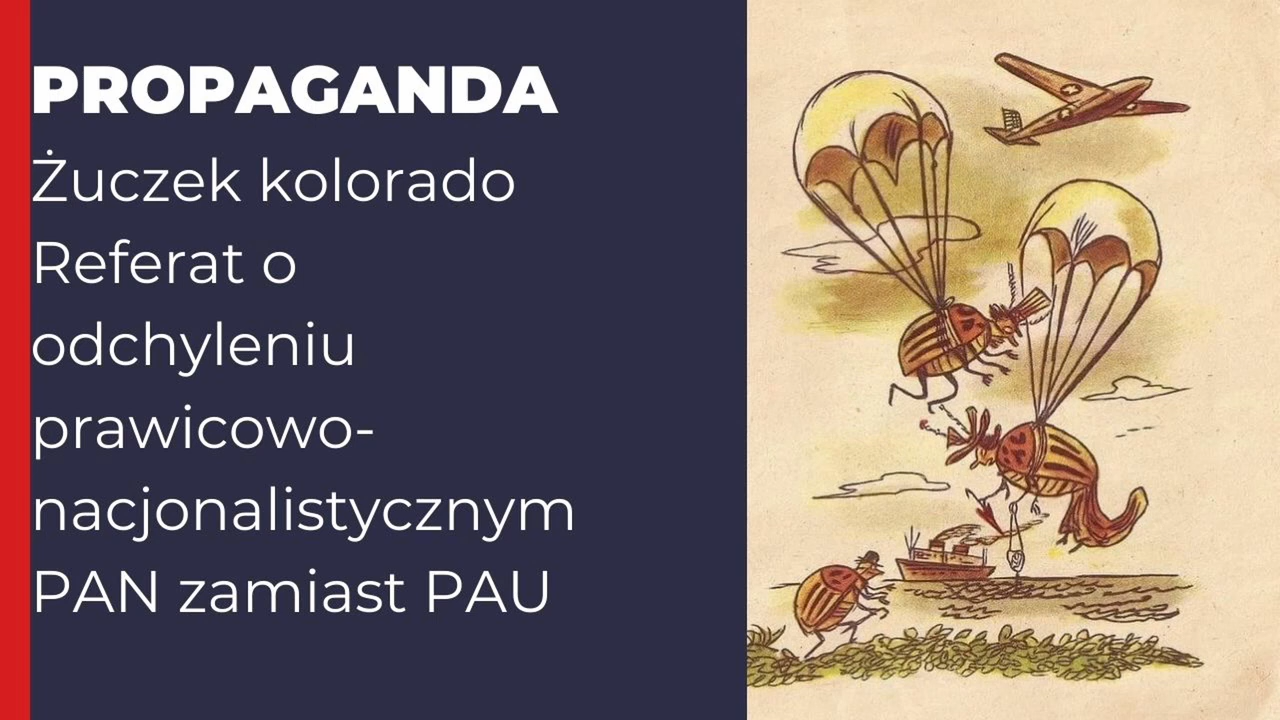 PROPAGANDA
Żuczek kolorado
Referat o
odchyleniu
prawicowo-
nacjonalistycznym
PAN zamiast PAU